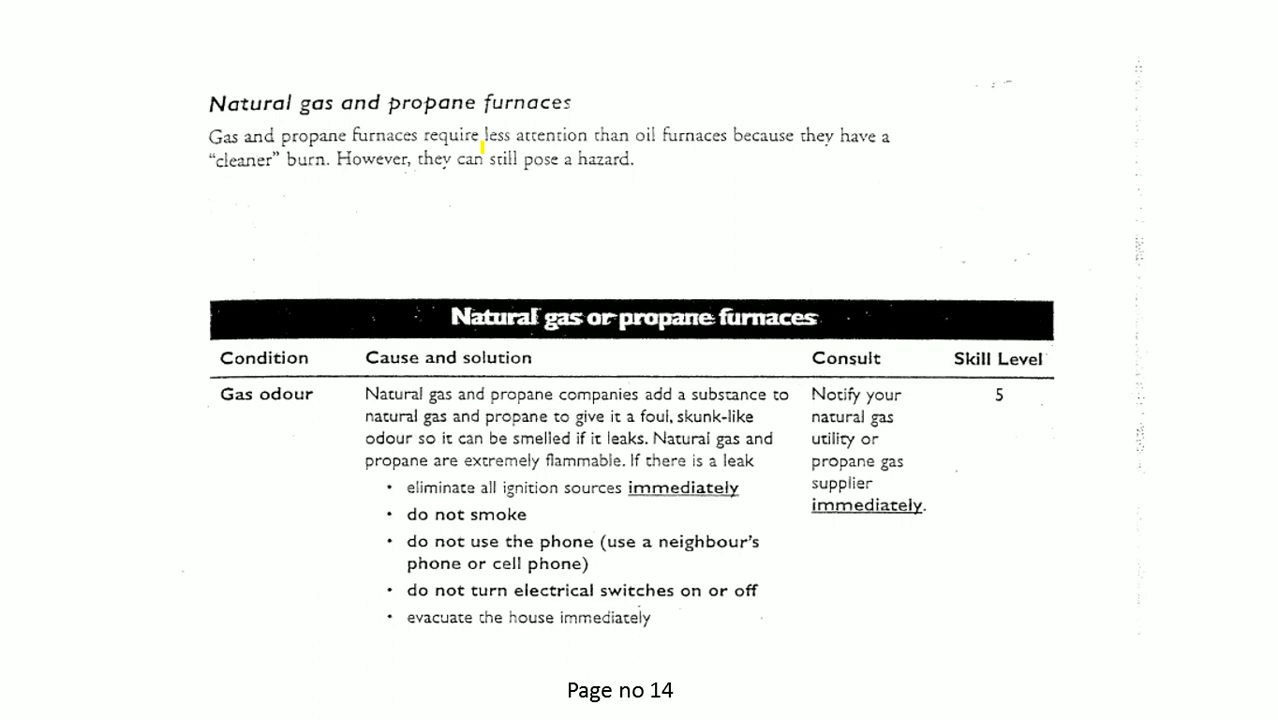 Natural gas and propane furnaces
Gas and propane furnaces require less attention than oil furnaces because they have a
“cleaner” burn. However, they can still pose a hazard.
Natural gas or propane furnaces
Condition Cause and solution Consult Skill Level
Gas odour Natural gas and propane companies add a substance to Notify your 5
natural gas and propane to give it a foul, skunk-like natural gas
odour so it can be smelled if it leaks. Natural gas and utility or
propane are extremely flammable. If there is a leak propane gas
• eliminate all ignition sources immediately supplier
• do not smoke immediately.
• do not use the phone (use a neighbour’s
phone or cell phone)
• do not turn electrical switches on or off
• evacuate the house immediately
Page no 14